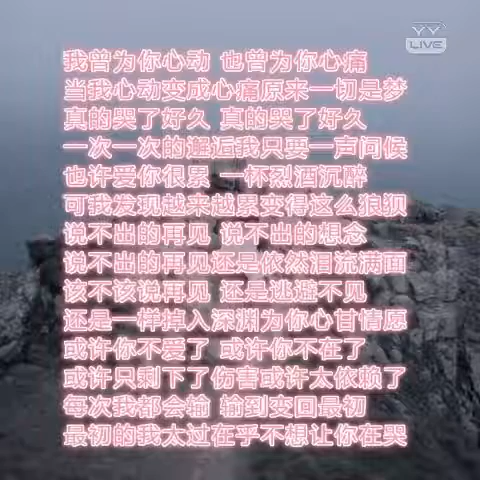 YY
LIVE
我曾为你心动 也曾为你心痛
当我心动变成心痛原来一切是梦
真的哭了好久 真的哭了好久
一次一次的邂逅我只要一声问候
也许爱你很累 一杯烈酒沉醉
可我发现越来越累变得这么狼狈
说不出的再见 说不出的想念
说不出的再见还是依然泪流满面
该不该说再见 还是逃避不见
还是一样掉入深渊为你心甘情愿
或许你不爱了 或许你不在了
或许只剩下了伤害或许太依赖了
每次我都会输 输到变回最初
最初的我太过在乎不想让你在哭